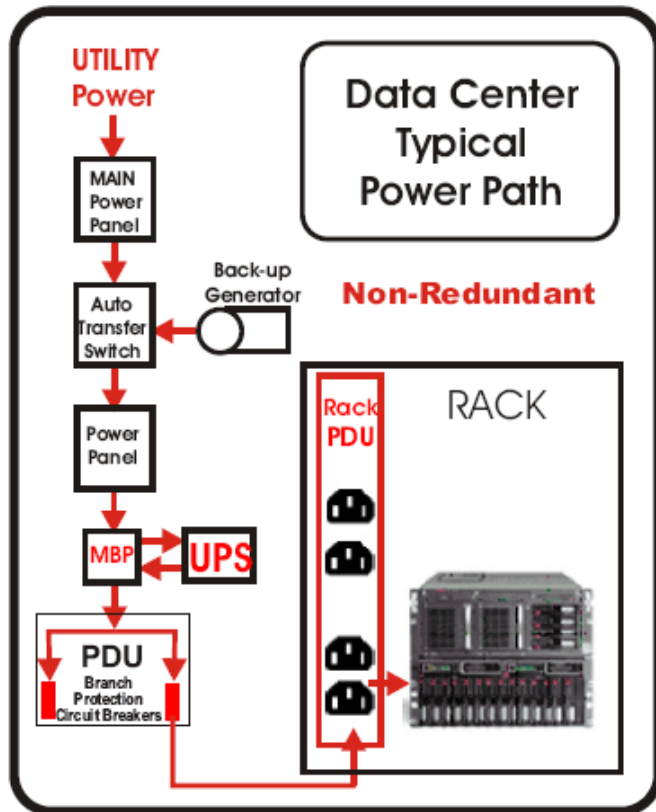 UTILITY
Power
Data Center
Typical
Power Path
MAIN
Power
Panel
Back-up
Generator
Non-Redundant
Auto
Transfer
Switch
Rack
PDU
RACK
Power
Panel
MBP
UPS
PDU
Branch
Protection
Circuit Breakers